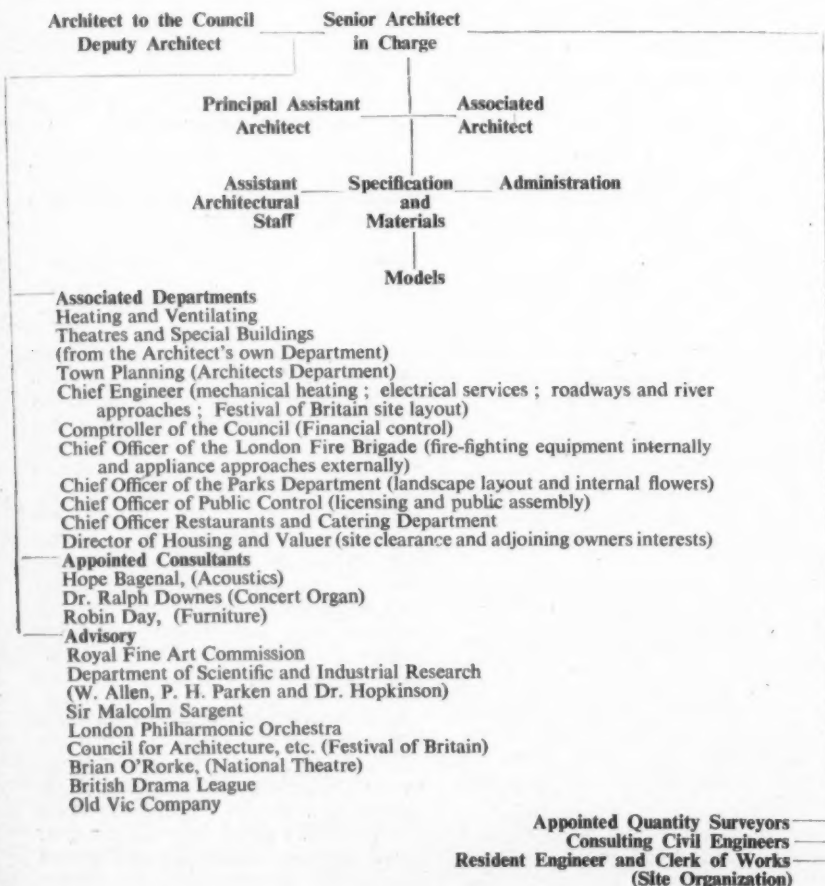 Architect to the Council
Deputy Architect
Senior Architect
in Charge
Principal Assistant
Architect
Associated
Architect
Assistant
Architectural
Staff
Specification
and
Materials
Administration
Models
Associated Departments
Heating and Ventilating
Theatres and Special Buildings
(from the Architect's own Department)
Town Planning (Architects Department)
Chief Engineer (mechanical heating ; electrical services ; roadways and river
approaches ; Festival of Britain site layout)
Comptroller of the Council (Financial control)
Chief Officer of the London Fire Brigade (fire-fighting equipment internally
and appliance approaches externally)
Chief Officer of the Parks Department (landscape layout and internal flowers)
Chief Officer of Public Control (licensing and public assembly)
Chief Officer Restaurants and Catering Department
Director of Housing and Valuer (site clearance and adjoining owners interests)
Appointed Consultants
Hope Bagenal, (Acoustics)
Dr. Ralph Downes (Concert Organ)
Robin Day, (Furniture)
Advisory
Royal Fine Art Commission
Department of Scientific and Industrial Research
(W. Allen, P. H. Parken and Dr. Hopkinson)
Sir Malcolm Sargent
London Philharmonic Orchestra
Council for Architecture, etc. (Festival of Britain)
Brian O'Rorke, (National Theatre)
British Drama League
Old Vic Company
Appointed Quantity Surveyors
Consulting Civil Engineers
Resident Engineer and Clerk of Works
(Site Organization)